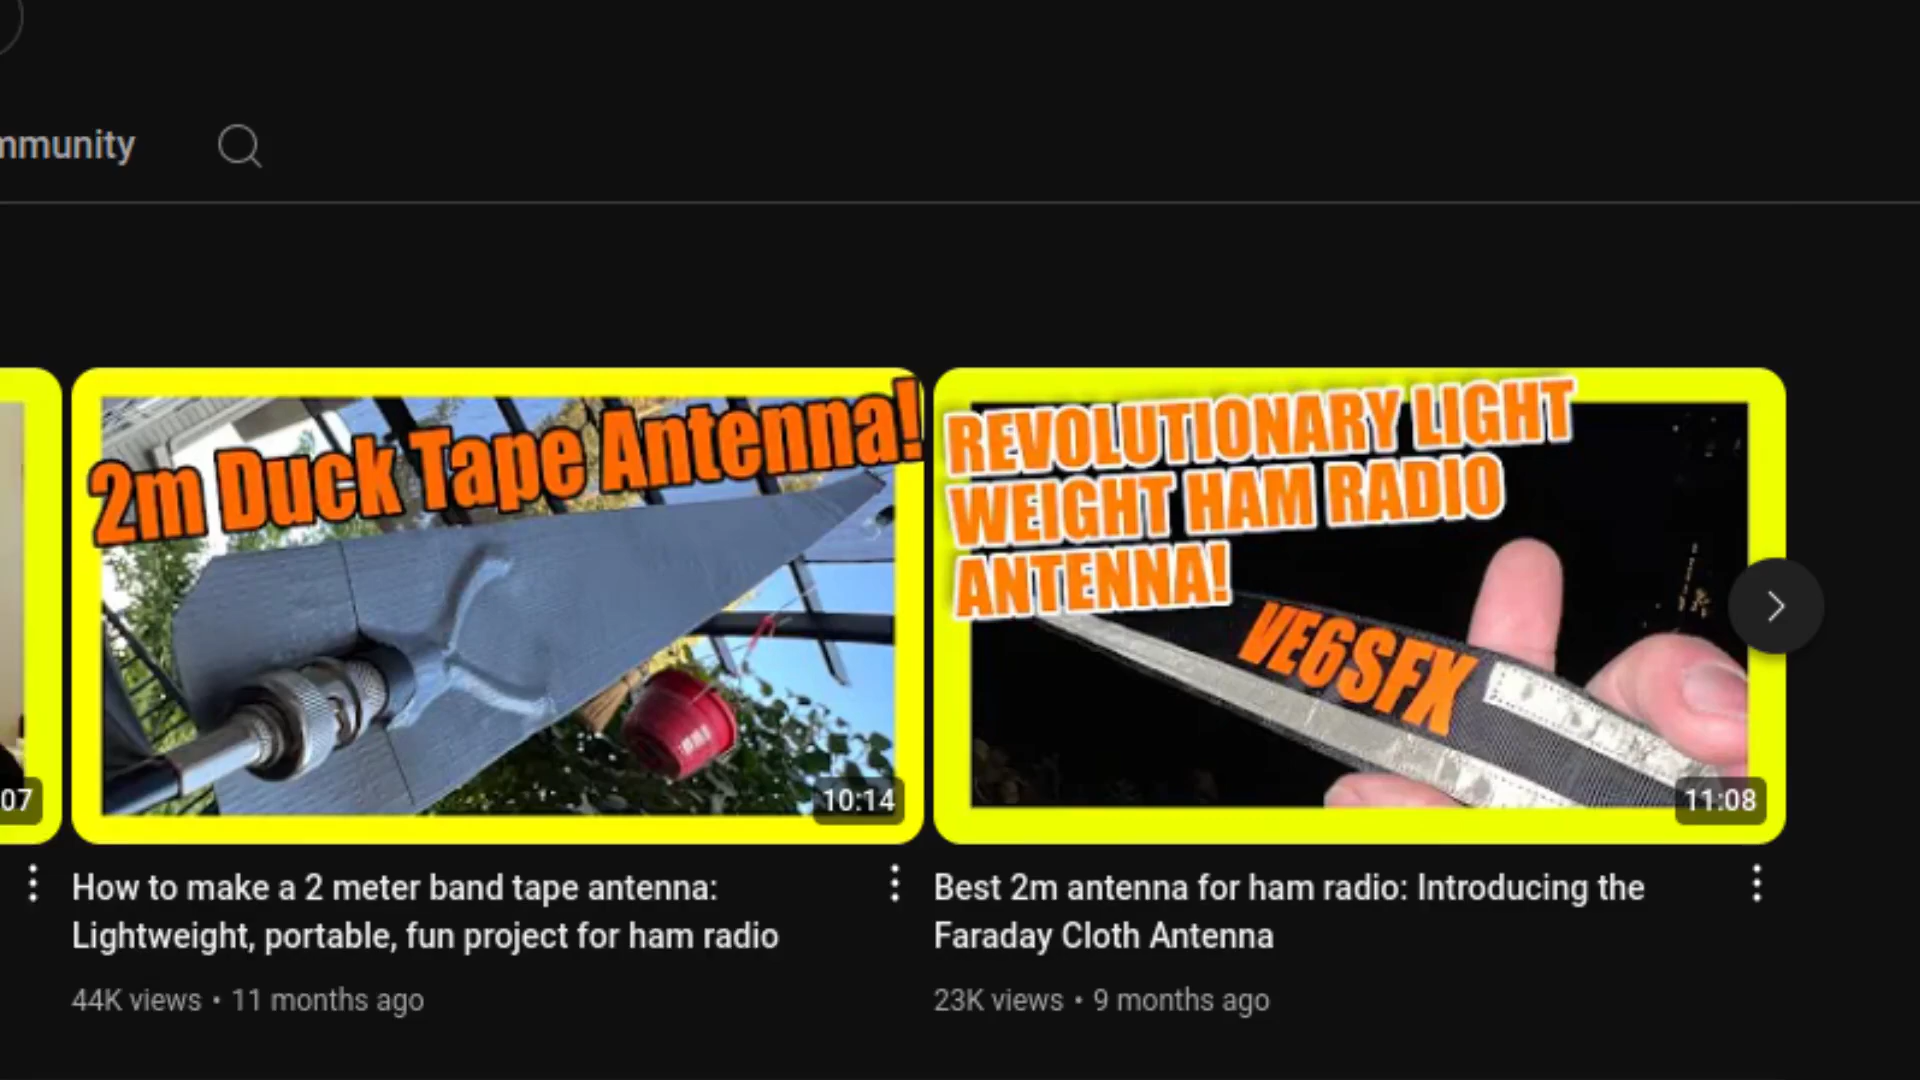 mmunity
2m Duck Tape Antenna!
10:14
REVOLUTIONARY LIGHT
WEIGHT HAM RADIO
ANTENNA!
VE6SFX
11:08
07
How to make a 2 meter band tape antenna:
Lightweight, portable, fun project for ham radio
44K views • 11 months ago
Best 2m antenna for ham radio: Introducing the
Faraday Cloth Antenna
23K views • 9 months ago